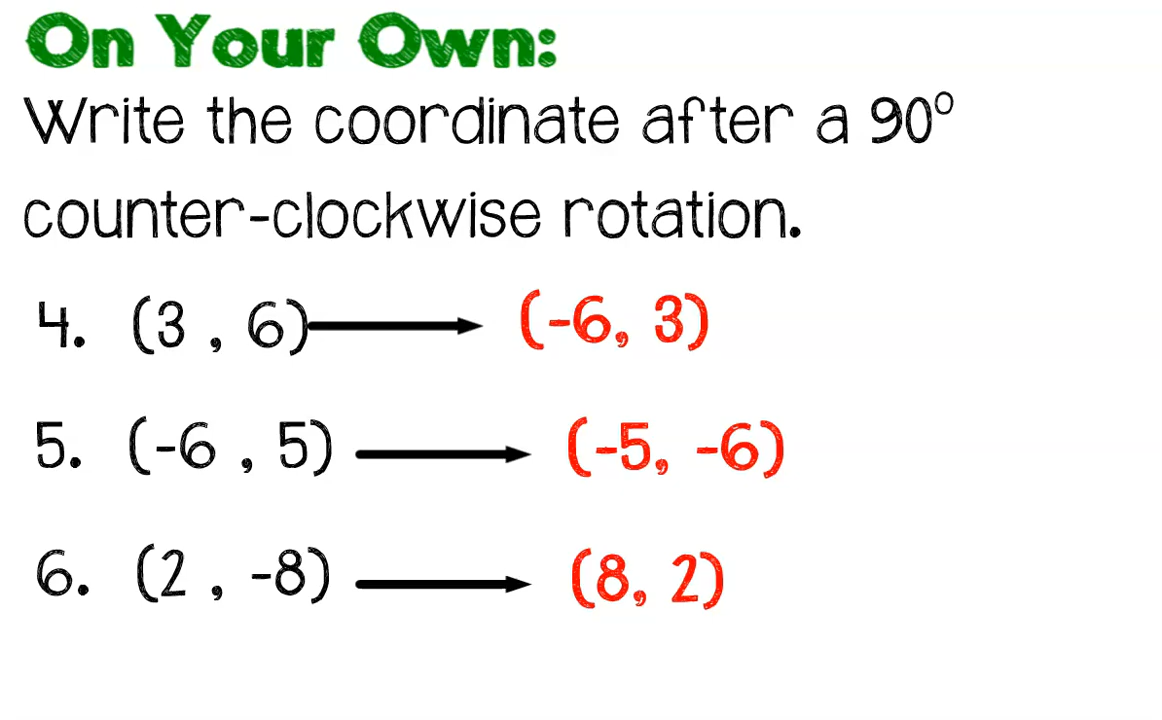 On Your Own:
Write the coordinate after a 90°
counter-clockwise rotation.
4. (3 , 6) (-6, 3)
5. (-6 , 5) (-5, -6)
6. (2 , -8) (8, 2)